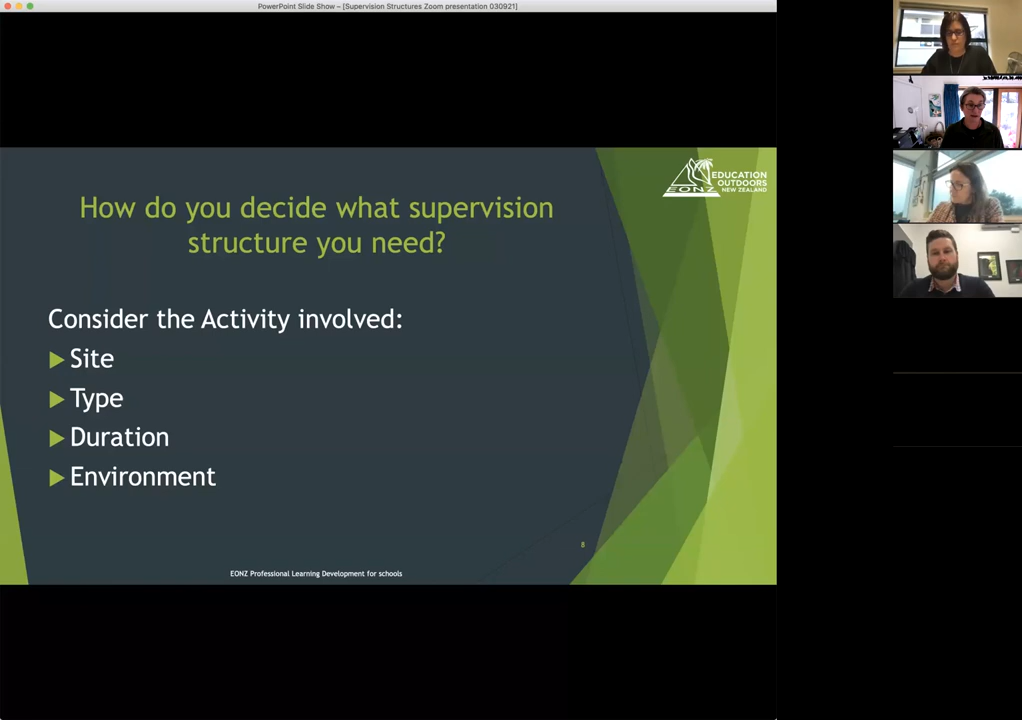 PowerPoint Slide Show – [Supervision Structures Zoom presentation 030921]
EDUCATION
OUTDOORS
NEW ZEALAND
EONZ
How do you decide what supervision
structure you need?
Consider the Activity involved:
Site
Type
Duration
Environment
8
EONZ Professional Learning Development for schools